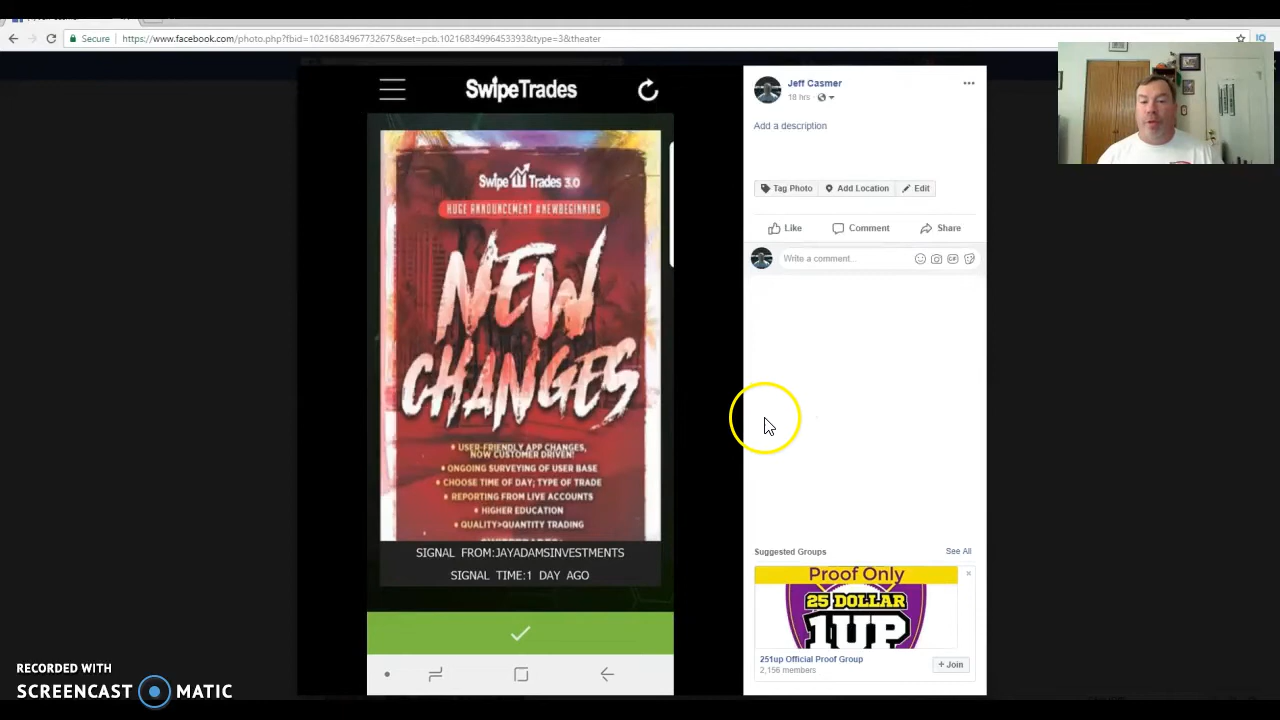 Secure
https://www.facebook.com/photo.php?fbid=10216834967732675&set=pcb.10216834996453393&type=3&theater
SwipeTrades
Swipe Trades 3.0
HUGE ANNOUNCEMENT #NEWBEGINNING
NEW
CHANGES
• USER-FRIENDLY APP CHANGES,
NOW CUSTOMER DRIVEN!
• ONGOING SURVEYING OF USER BASE
• CHOOSE TIME OF DAY; TYPE OF TRADE
• REPORTING FROM LIVE ACCOUNTS
• HIGHER EDUCATION
• QUALITY>QUANTITY TRADING
SIGNAL FROM:JAYADAMSINVESTMENTS
SIGNAL TIME:1 DAY AGO
Jeff Casmer
18 hrs
Add a description
Tag Photo Add Location Edit
Like Comment Share
Write a comment...
GIF
Suggested Groups See All
Proof Only
25 DOLLAR
1UP
251up Official Proof Group
2,156 members
+ Join
RECORDED WITH
SCREENCAST MATIC